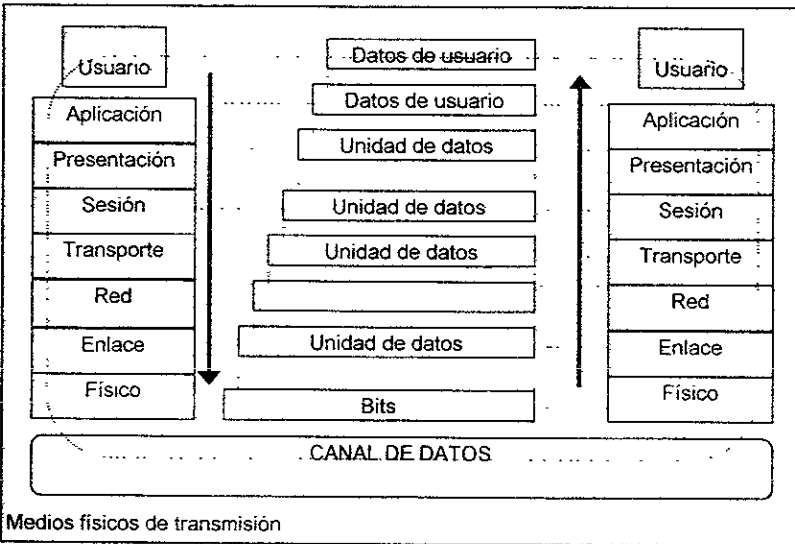 Usuario
Aplicación
Presentación
Sesión
Transporte
Red
Enlace
Físico
Datos de usuario
Datos de usuario
Unidad de datos
Unidad de datos
Unidad de datos
Unidad de datos
Bits
Usuario
Aplicación
Presentación
Sesión
Transporte
Red
Enlace
Físico
CANAL DE DATOS
Medios físicos de transmisión